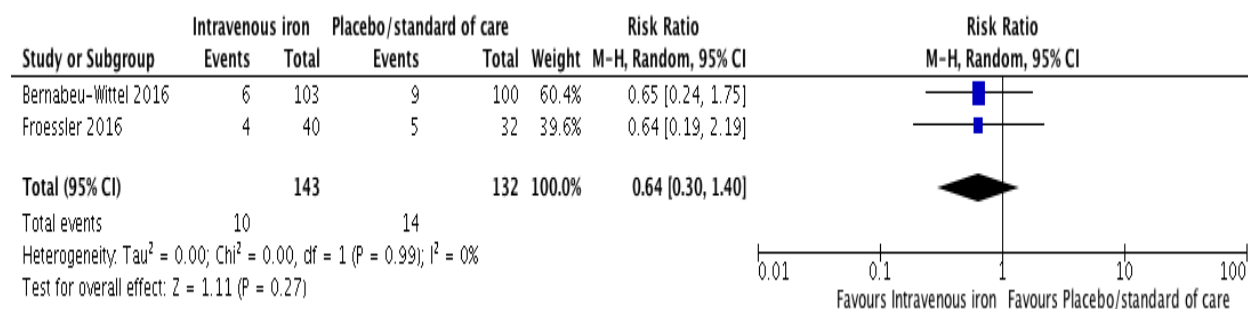 Intravenous iron Placebo/standard of care Risk Ratio Risk Ratio
Study or Subgroup Events Total Events Total Weight M-H, Random, 95% CI M-H, Random, 95% CI
Bernabeu-Wittel 2016 6 103 9 100 60.4% 0.65 [0.24, 1.75]
Froessler 2016 4 40 5 32 39.6% 0.64 [0.19, 2.19]
Total (95% CI) 143 132 100.0% 0.64 [0.30, 1.40]
Total events 10 14
Heterogeneity: Tau² = 0.00; Chi² = 0.00, df = 1 (P = 0.99); I² = 0%
Test for overall effect: Z = 1.11 (P = 0.27)
0.01 0.1 1 10 100
Favours Intravenous iron Favours Placebo/standard of care